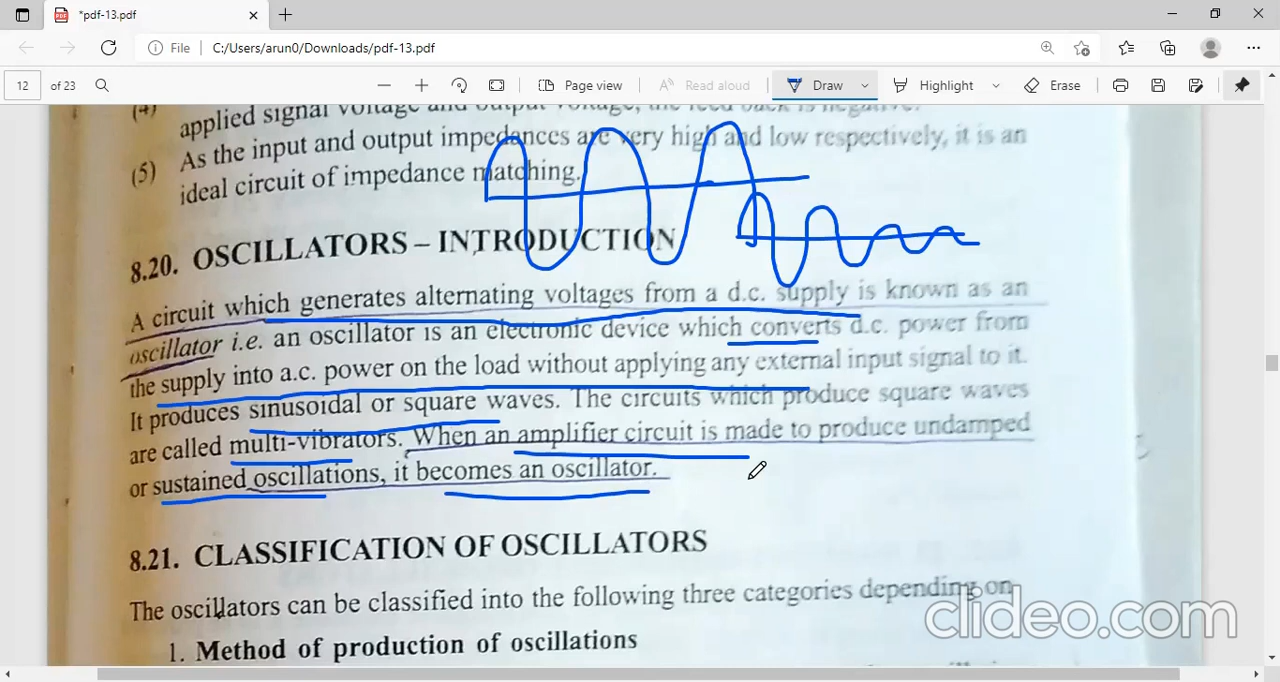 *pdf-13.pdf
File
C:/Users/arun0/Downloads/pdf-13.pdf
12 of 23
Page view
Read aloud
Draw
Highlight
Erase
(4) applied signal voltage and output voltage, the feed back is negative.
(5) As the input and output impedances are very high and low respectively, it is an
ideal circuit of impedance matching.
8.20. OSCILLATORS – INTRODUCTION
A circuit which generates alternating voltages from a d.c. supply is known as an
oscillator i.e. an oscillator is an electronic device which converts d.c. power from
the supply into a.c. power on the load without applying any external input signal to it.
It produces sinusoidal or square waves. The circuits which produce square waves
are called multi-vibrators. When an amplifier circuit is made to produce undamped
or sustained oscillations, it becomes an oscillator.
8.21. CLASSIFICATION OF OSCILLATORS
The oscillators can be classified into the following three categories depending on
1. Method of production of oscillations
clideo.com